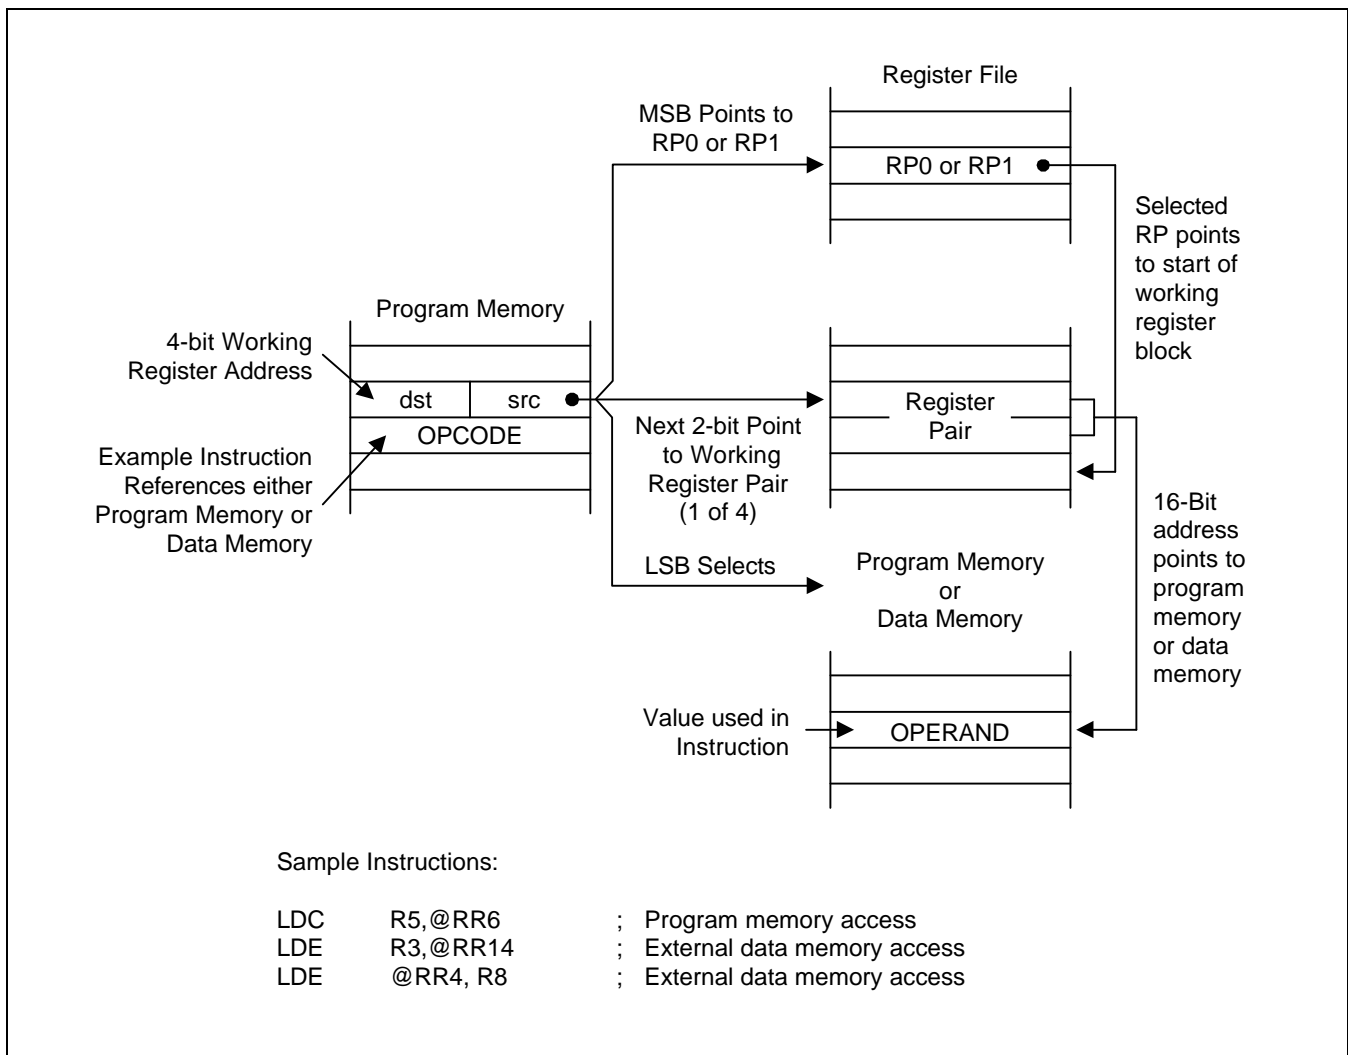 Register File
MSB Points to
RP0 or RP1
RP0 or RP1
Selected
RP points
to start of
working
register
block
Program Memory
4-bit Working
Register Address
dst
src
OPCODE
Example Instruction
References either
Program Memory or
Data Memory
Next 2-bit Point
to Working
Register Pair
(1 of 4)
Register
Pair
16-Bit
address
points to
program
memory
or data
memory
LSB Selects
Program Memory
or
Data Memory
Value used in
Instruction
OPERAND
Sample Instructions:
LDC R5,@RR6 ; Program memory access
LDE R3,@RR14 ; External data memory access
LDE @RR4, R8 ; External data memory access